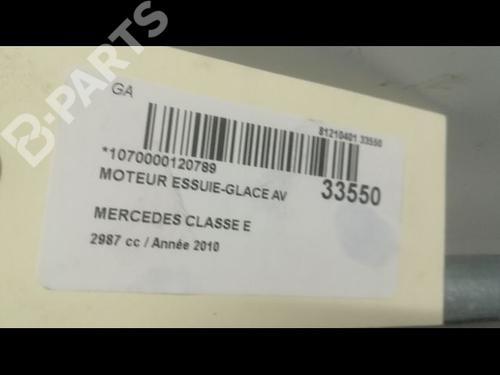 B-PARTS
GA
81210401 33550
*1070000120789
MOTEUR ESSUIE-GLACE AV
33550
MERCEDES CLASSE E
2987 cc / Année 2010